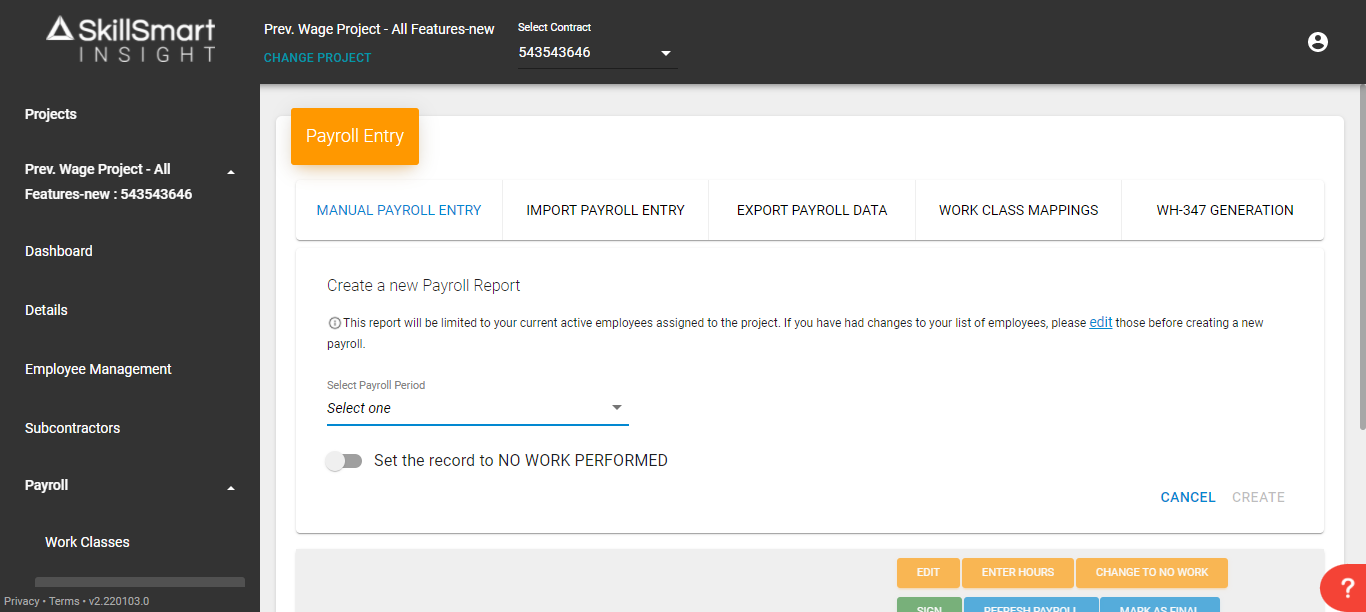 SkillSmart
INSIGHT
Prev. Wage Project - All Features-new
CHANGE PROJECT
Select Contract
543543646
Projects
Prev. Wage Project - All
Features-new : 543543646
Dashboard
Details
Employee Management
Subcontractors
Payroll
Work Classes
Privacy • Terms • v2.220103.0
Payroll Entry
MANUAL PAYROLL ENTRY
IMPORT PAYROLL ENTRY
EXPORT PAYROLL DATA
WORK CLASS MAPPINGS
WH-347 GENERATION
Create a new Payroll Report
This report will be limited to your current active employees assigned to the project. If you have had changes to your list of employees, please edit those before creating a new
payroll.
Select Payroll Period
Select one
Set the record to NO WORK PERFORMED
CANCEL
CREATE
EDIT
ENTER HOURS
CHANGE TO NO WORK
SIGN
REFRESH PAYROLL
MARK AS FINAL
?